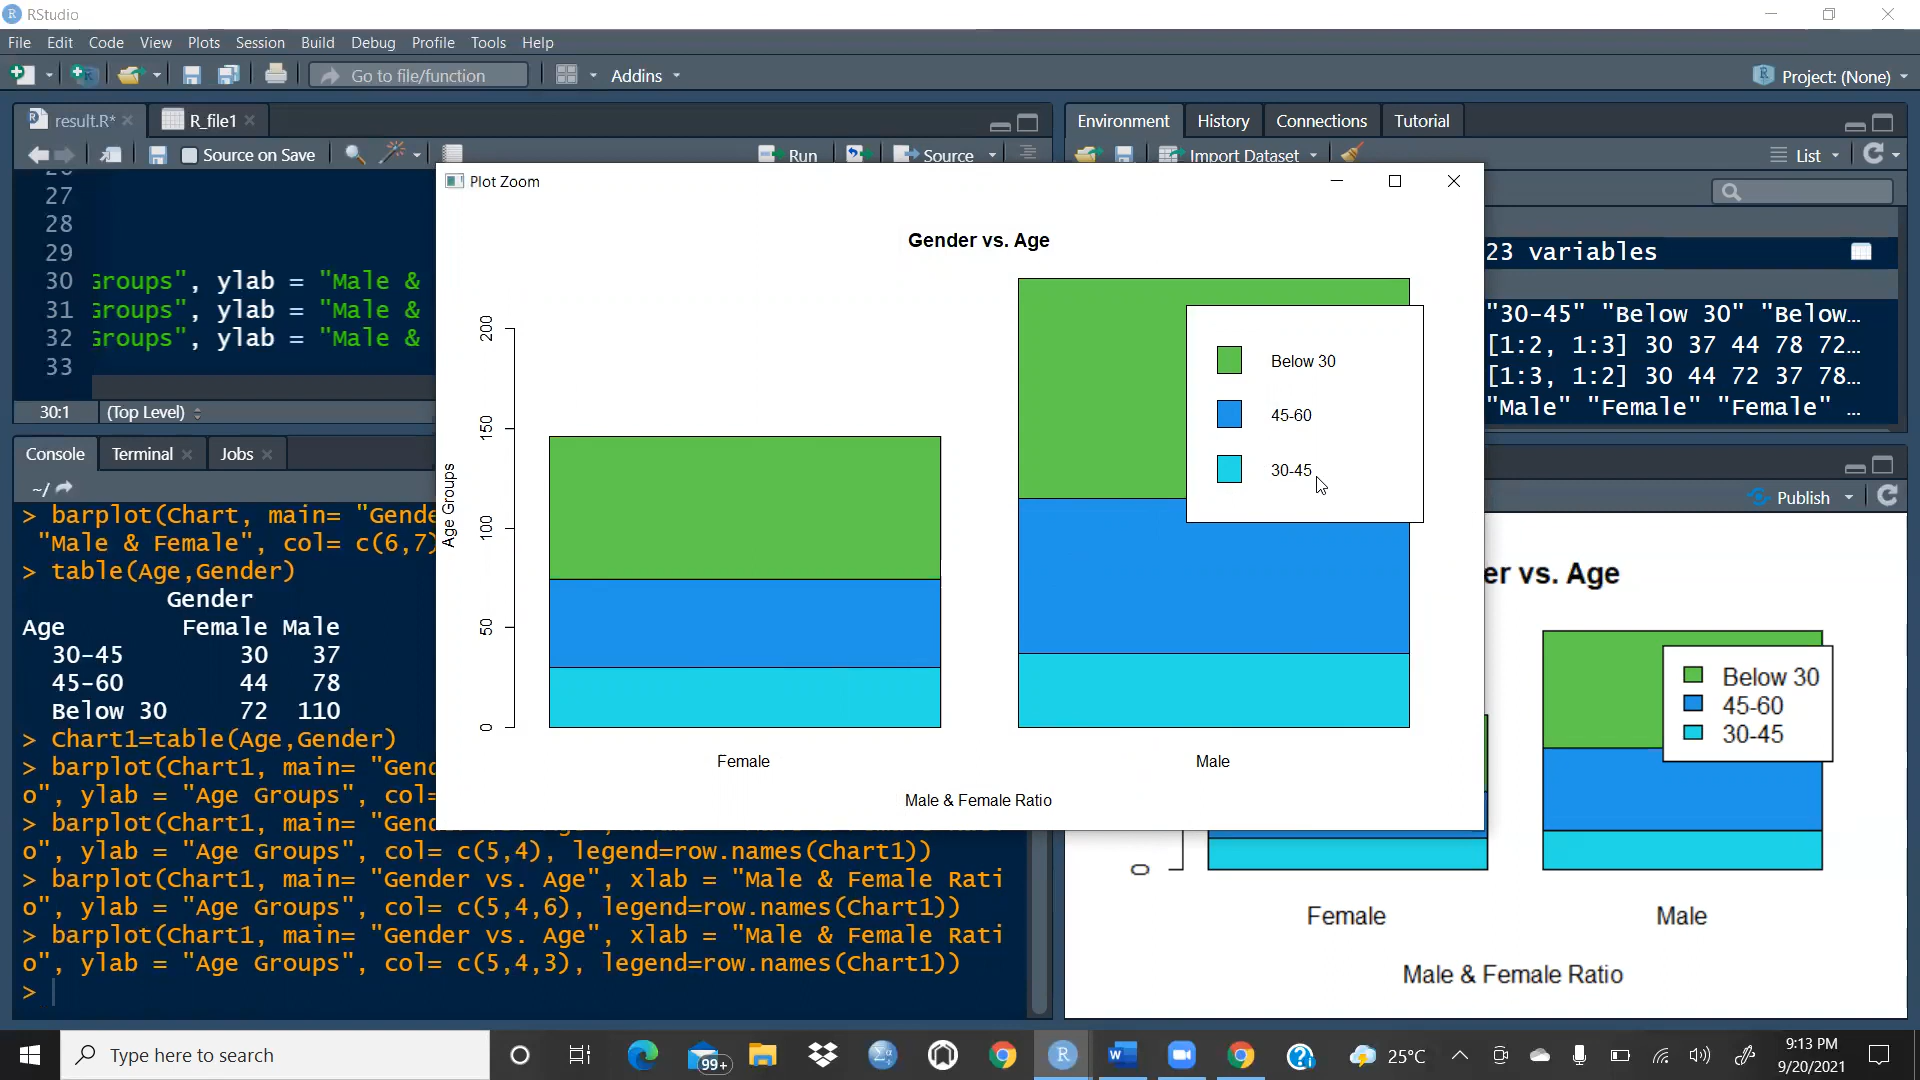 RStudio
File Edit Code View Plots Session Build Debug Profile Tools Help
Go to file/function Addins Project: (None)
result.R* R_file1
Source on Save Run Source
27
28
29
30 Groups", ylab = "Male &
31 Groups", ylab = "Male &
32 Groups", ylab = "Male &
33
30:1 (Top Level)
Console Terminal Jobs
~/
> barplot(Chart, main= "Gende
"Male & Female", col= c(6,7)
> table(Age,Gender)
Gender
Age Female Male
30-45 30 37
45-60 44 78
Below 30 72 110
> Chart1=table(Age,Gender)
> barplot(Chart1, main= "Gend
o", ylab = "Age Groups", col=
> barplot(Chart1, main= "Gend
o", ylab = "Age Groups", col= c(5,4), legend=row.names(Chart1))
> barplot(Chart1, main= "Gender vs. Age", xlab = "Male & Female Rati
o", ylab = "Age Groups", col= c(5,4,6), legend=row.names(Chart1))
> barplot(Chart1, main= "Gender vs. Age", xlab = "Male & Female Rati
o", ylab = "Age Groups", col= c(5,4,3), legend=row.names(Chart1))
>
Plot Zoom
Gender vs. Age
Age Groups
200
150
100
50
0
Below 30
45-60
30-45
Female Male
Male & Female Ratio
Environment History Connections Tutorial
Import Dataset List
23 variables
"30-45" "Below 30" "Below...
[1:2, 1:3] 30 37 44 78 72...
[1:3, 1:2] 30 44 72 37 78...
"Male" "Female" "Female" ...
Publish
er vs. Age
Below 30
45-60
30-45
0
Female Male
Male & Female Ratio
Type here to search
99+
25°C
9:13 PM
9/20/2021